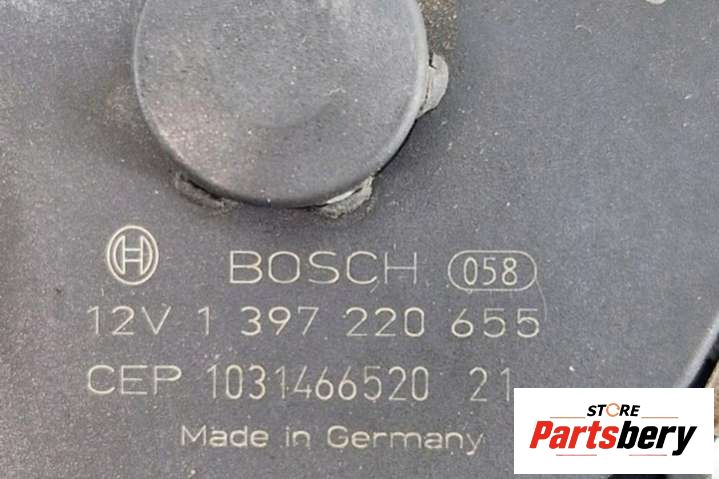 BOSCH 058
12V 1 397 220 655
CEP 1031466520 21
Made in Germany
STORE
Partsbery